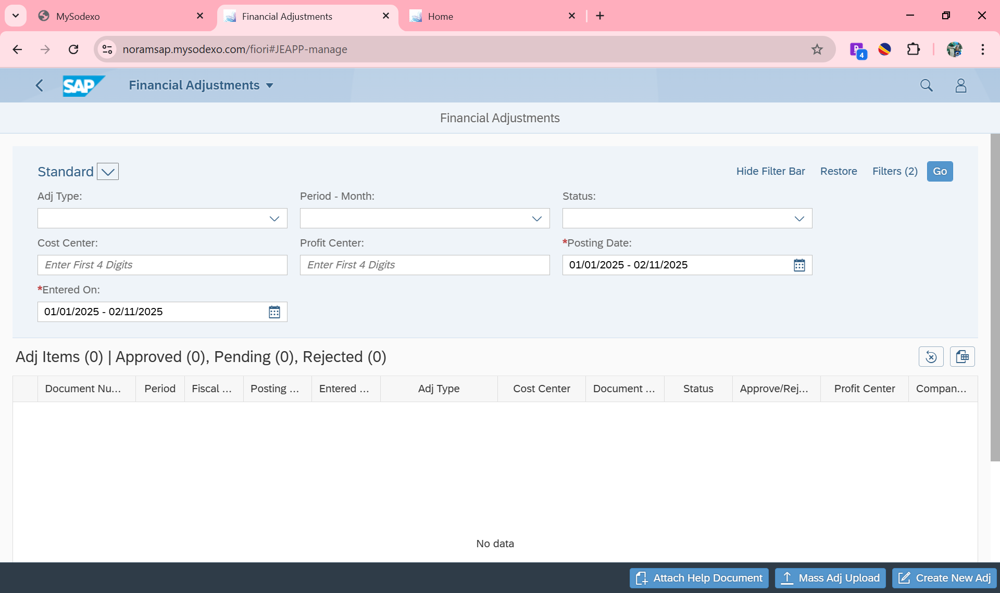 MySodexo
Financial Adjustments
Home
noramsap.mysodexo.com/fiori#JEAPP-manage
4
SAP
Financial Adjustments
Financial Adjustments
Standard
Hide Filter Bar
Restore
Filters (2)
Go
Adj Type:
Period - Month:
Status:
Cost Center:
Profit Center:
*Posting Date:
Enter First 4 Digits
Enter First 4 Digits
01/01/2025 - 02/11/2025
*Entered On:
01/01/2025 - 02/11/2025
Adj Items (0) | Approved (0), Pending (0), Rejected (0)
Document Nu...
Period
Fiscal ...
Posting ...
Entered ...
Adj Type
Cost Center
Document ...
Status
Approve/Rej...
Profit Center
Compan...
No data
Attach Help Document
Mass Adj Upload
Create New Adj